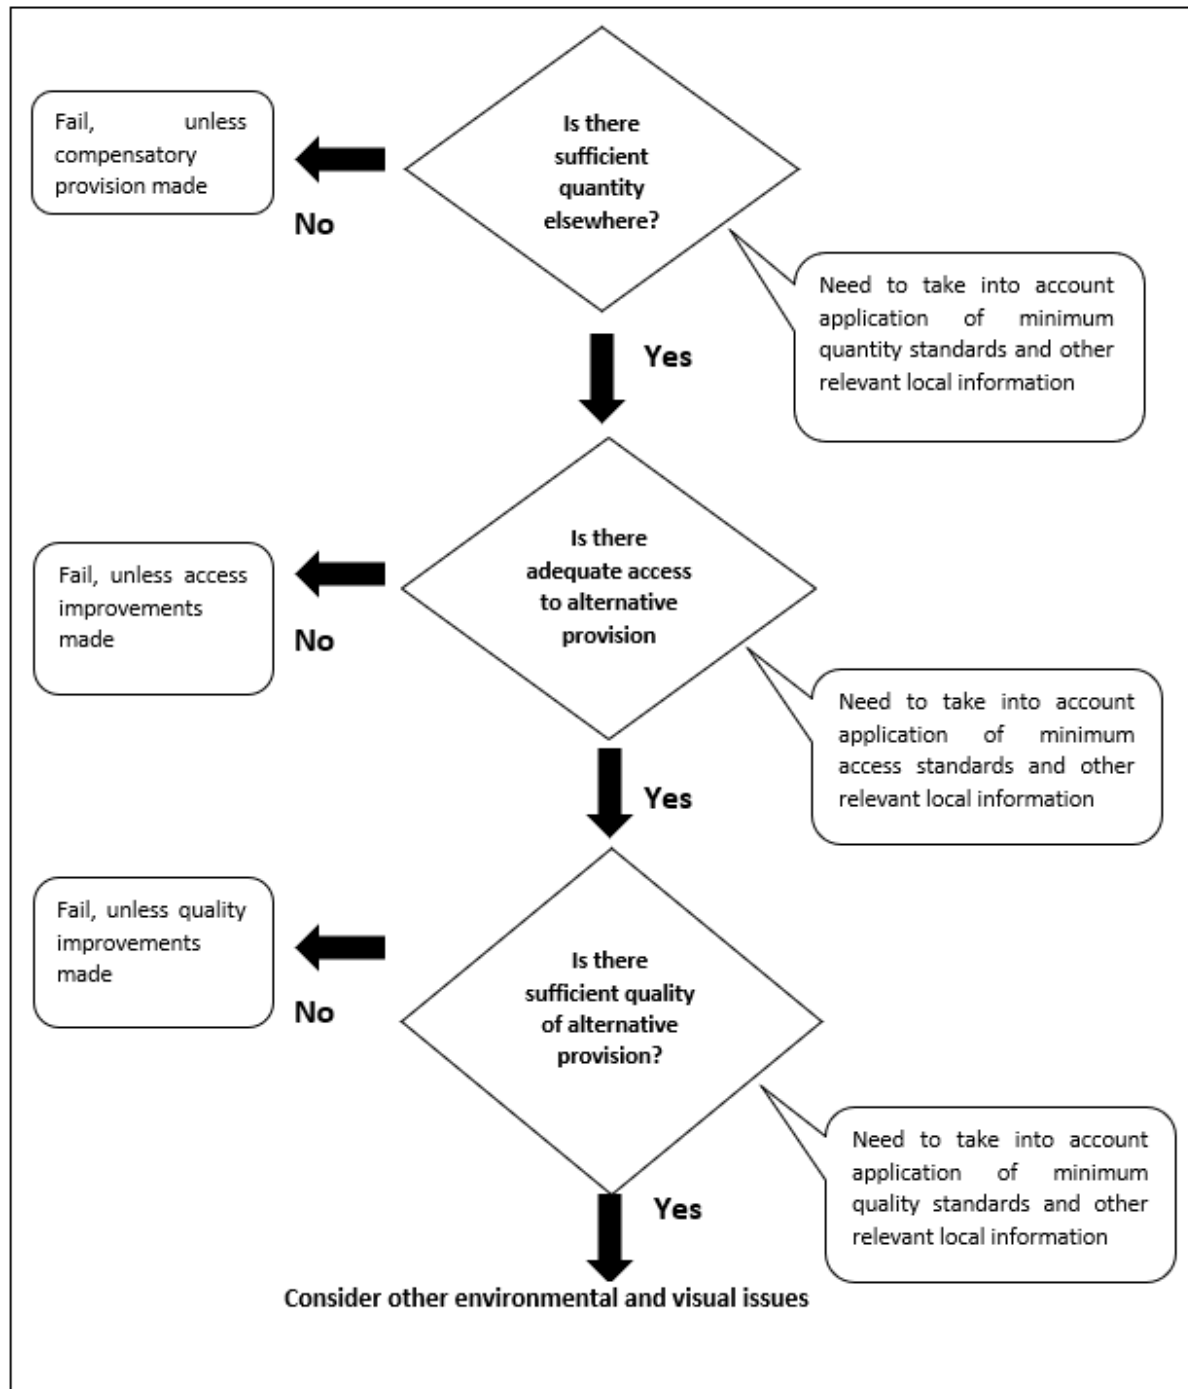 Is there
sufficient
quantity
elsewhere?
Fail, unless
compensatory
provision made
No
Need to take into account
application of minimum
quantity standards and other
relevant local information
Yes
Is there
adequate access
to alternative
provision
Fail, unless access
improvements
made
No
Need to take into account
application of minimum
access standards and other
relevant local information
Yes
Is there
sufficient quality
of alternative
provision?
Fail, unless quality
improvements
made
No
Need to take into account
application of minimum
quality standards and other
relevant local information
Yes
Consider other environmental and visual issues